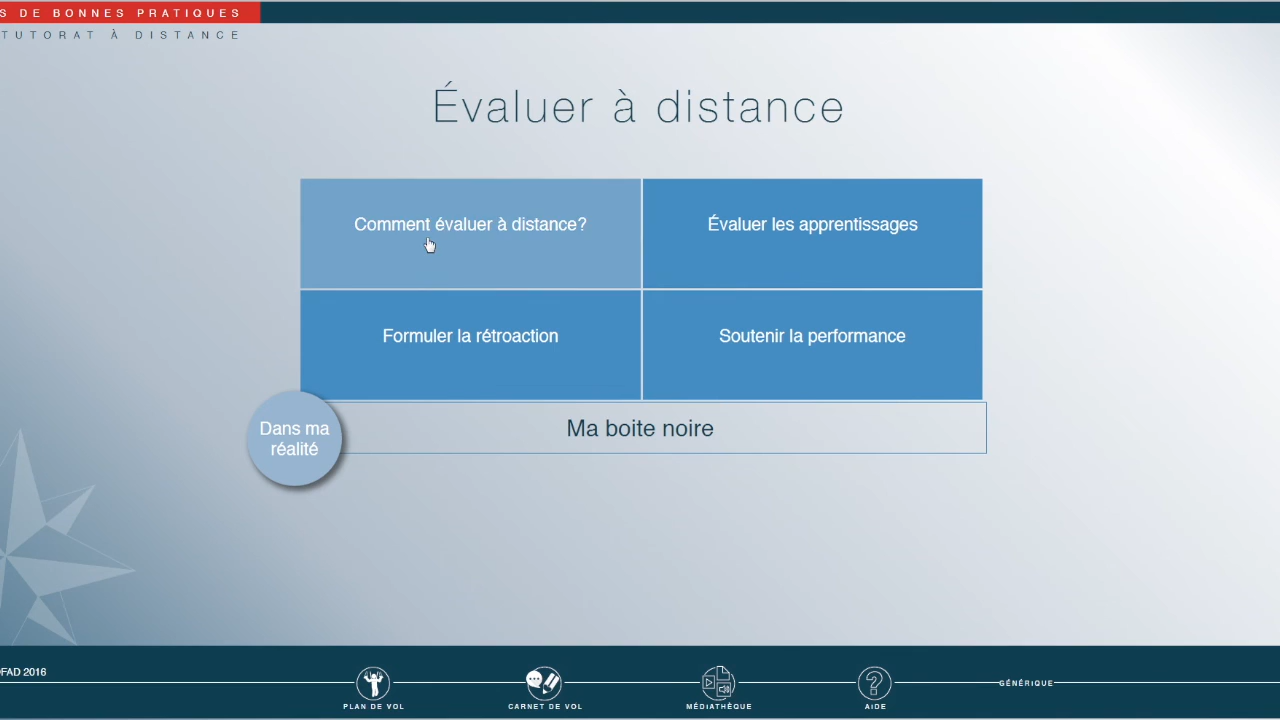 S DE BONNES PRATIQUES
TUTORAT À DISTANCE
Évaluer à distance
Comment évaluer à distance?
Évaluer les apprentissages
Formuler la rétroaction
Soutenir la performance
Dans ma
réalité
Ma boite noire
FAD 2016
PLAN DE VOL
CARNET DE VOL
MÉDIATHÈQUE
AIDE
GÉNÉRIQUE